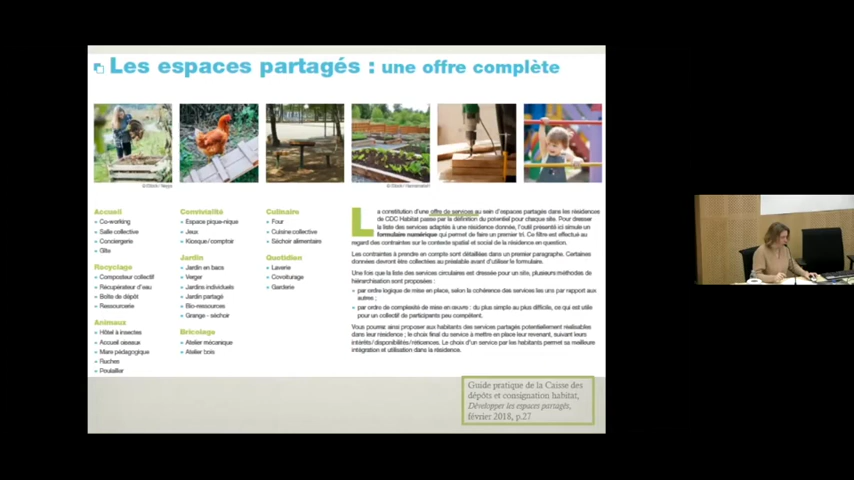 Les espaces partagés : une offre complète
Accueil
Co-working
Salle collective
Conciergerie
Gîte
Recyclage
Composteur collectif
Récupérateur d'eau
Boîte de dépôt
Ressourcerie
Animaux
Hôtel à insectes
Accueil oiseaux
Mare pédagogique
Ruches
Poulailler
Convivialité
Espace pique-nique
Jeux
Kiosque/comptoir
Jardin
Jardin en bacs
Verger
Jardins individuels
Jardin partagé
Bio-ressources
Grange - séchoir
Bricolage
Atelier mécanique
Atelier bois
Culinaire
Four
Cuisine collective
Séchoir alimentaire
Quotidien
Laverie
Covoiturage
Garderie
La constitution d'une offre de services au sein d'espaces partagés dans les résidences
de CDC Habitat passe par la définition du potentiel pour chaque site. Pour dresser
la liste des services adaptés à une résidence donnée, l'outil présenté ici simule un
formulaire numérique qui permet de faire un premier tri. Ce filtre est effectué au
regard des contraintes sur le contexte spatial et social de la résidence en question.
Les contraintes à prendre en compte sont détaillées dans un premier paragraphe. Certaines
données devront être collectées au préalable avant d'utiliser le formulaire.
Une fois que la liste des services circulaires est dressée pour un site, plusieurs méthodes de
hiérarchisation sont proposées :
par ordre logique de mise en place, selon la cohérence des services les uns par rapport aux
autres ;
par ordre de complexité de mise en œuvre : du plus simple au plus difficile, ce qui est utile
pour un collectif de participants peu compétent.
Vous pourrez ainsi proposer aux habitants des services partagés potentiellement réalisables
dans leur résidence ; le choix final du service à mettre en place leur revenant, suivant leurs
intérêts/disponibilités/réticences. Le choix d'un service par les habitants permet sa meilleure
intégration et utilisation dans la résidence.
Guide pratique de la Caisse des
dépôts et consignation habitat,
Développer les espaces partagés,
février 2018, p.27